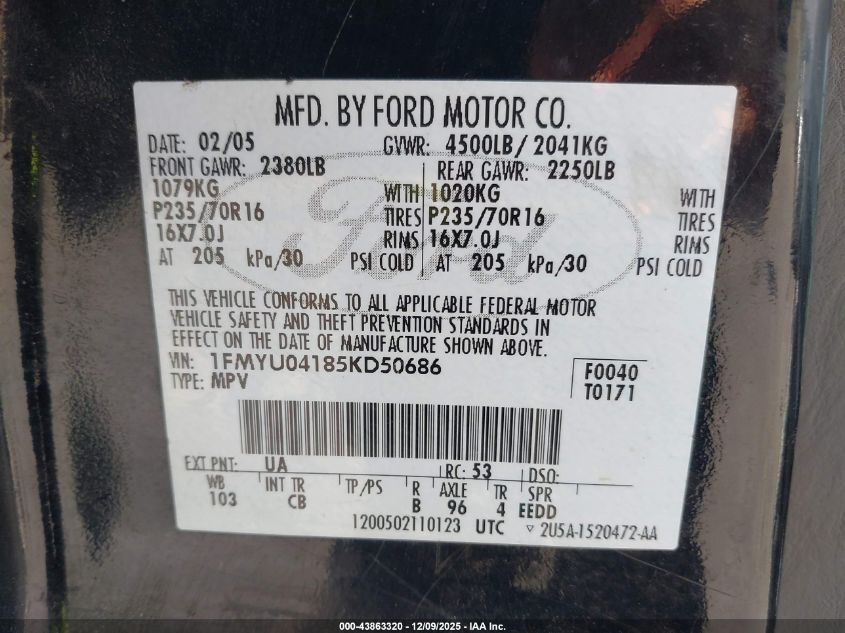 MFD. BY FORD MOTOR CO.
DATE: 02/05 GVWR: 4500LB/ 2041KG
FRONT GAWR: 2380LB REAR GAWR: 2250LB
1079KG WITH 1020KG WITH
P235/70R16 TIRES P235/70R16 TIRES
16X7.0J RIMS 16X7.0J RIMS
AT 205 kPa/30 PSI COLD AT 205 kPa/30 PSI COLD
Ford
THIS VEHICLE CONFORMS TO ALL APPLICABLE FEDERAL MOTOR
VEHICLE SAFETY AND THEFT PREVENTION STANDARDS IN
EFFECT ON THE DATE OF MANUFACTURE SHOWN ABOVE.
VIN: 1FMYU04185KD50686 F0040
TYPE: MPV T0171
EXT PNT: UA RC: 53 DSO:
WB INT TR TP/PS R AXLE TR SPR
103 CB B 96 4 EEDD
1200502110123 UTC ▽ 2U5A-1520472-AA
000-43863320 - 12/09/2025 - IAA Inc.